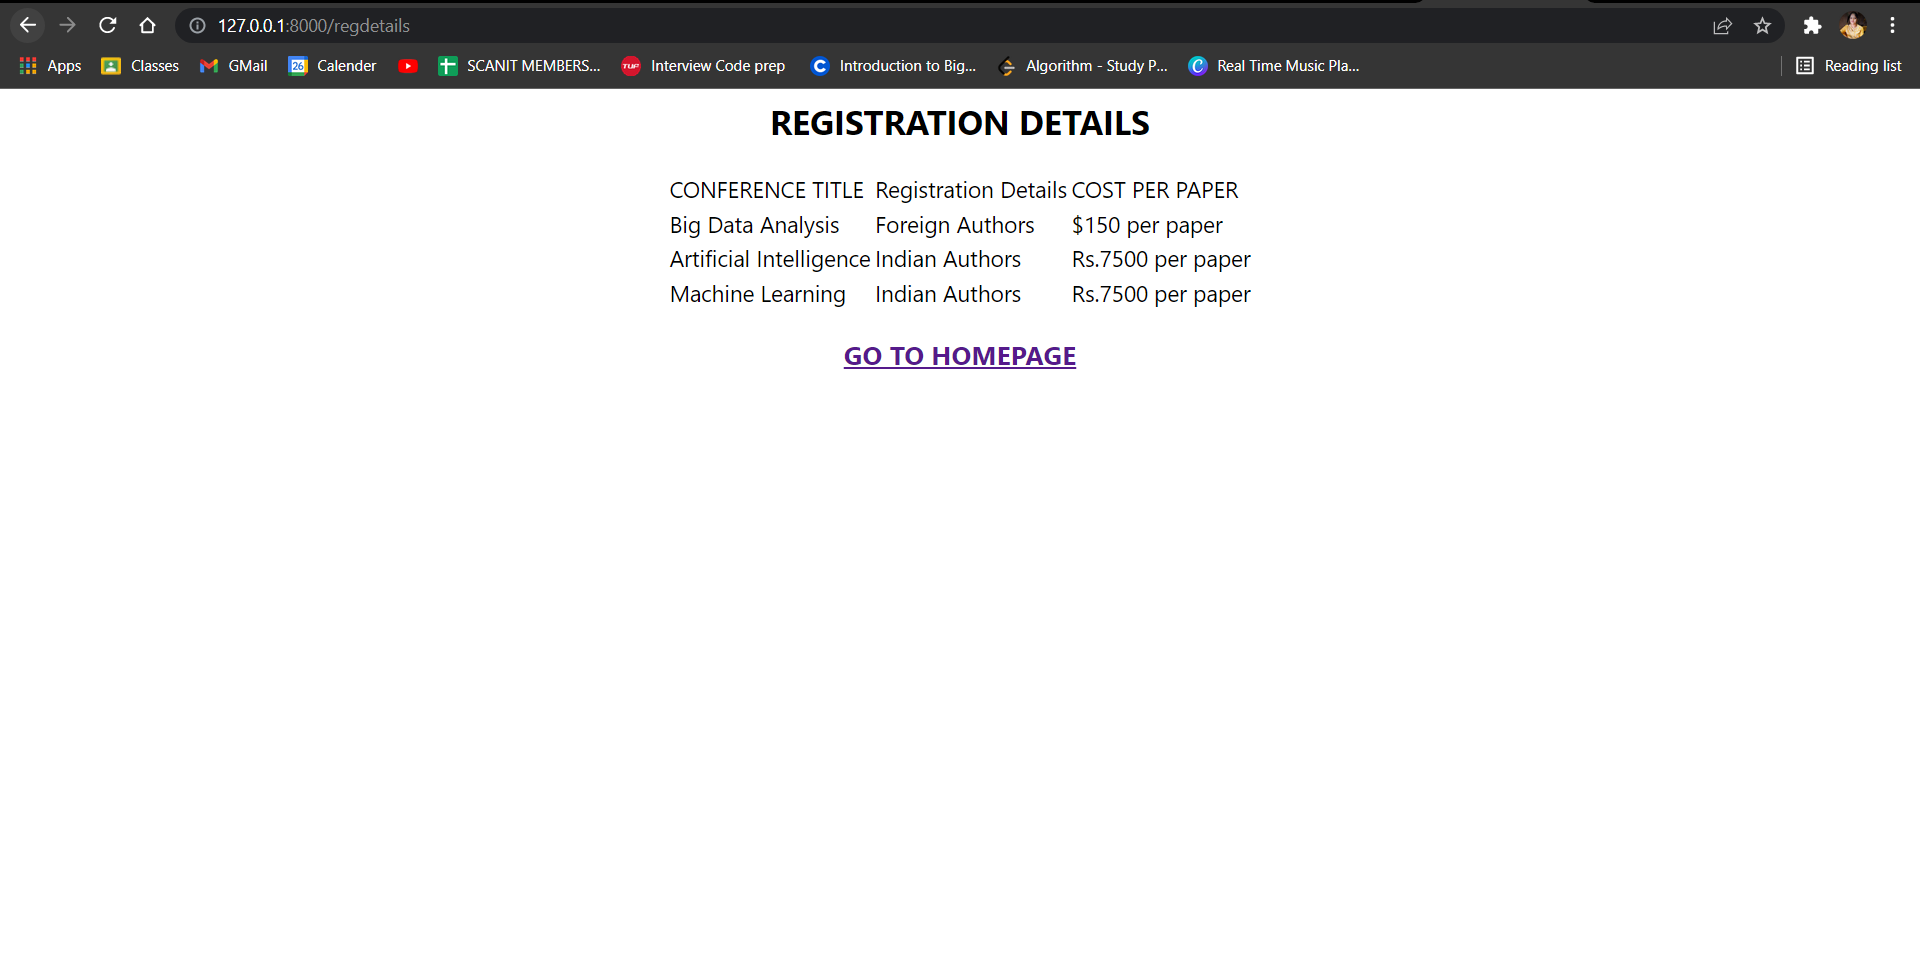 127.0.0.1:8000/regdetails
Apps Classes GMail 26 Calender SCANIT MEMBERS... TUP Interview Code prep C Introduction to Big... Algorithm - Study P... C Real Time Music Pla... Reading list
REGISTRATION DETAILS
CONFERENCE TITLE Registration Details COST PER PAPER
Big Data Analysis Foreign Authors $150 per paper
Artificial Intelligence Indian Authors Rs.7500 per paper
Machine Learning Indian Authors Rs.7500 per paper
GO TO HOMEPAGE